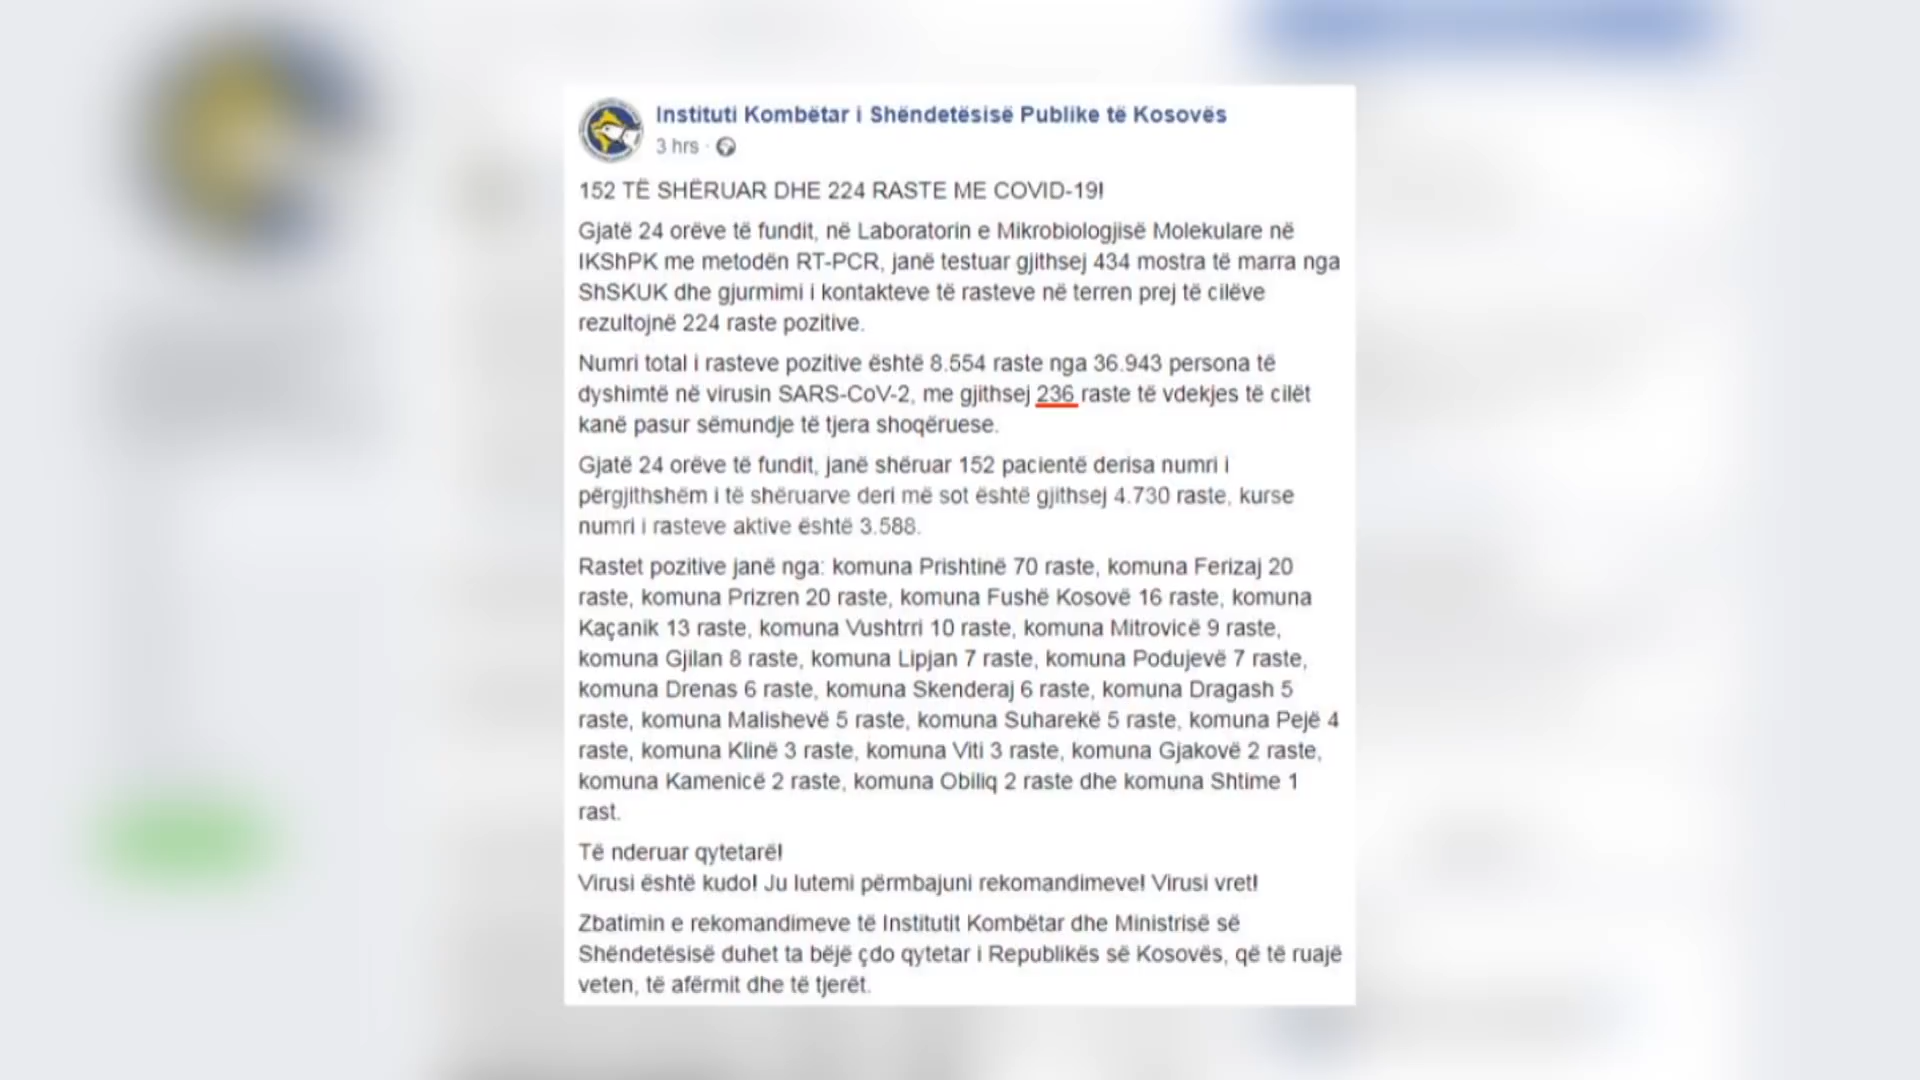 Instituti Kombëtar i Shëndetësisë Publike të Kosovës
3 hrs ·
152 TË SHËRUAR DHE 224 RASTE ME COVID-19!
Gjatë 24 orëve të fundit, në Laboratorin e Mikrobiologjisë Molekulare në
IKShPK me metodën RT-PCR, janë testuar gjithsej 434 mostra të marra nga
ShSKUK dhe gjurmimi i kontakteve të rasteve në terren prej të cilëve
rezultojnë 224 raste pozitive.
Numri total i rasteve pozitive është 8.554 raste nga 36.943 persona të
dyshimtë në virusin SARS-CoV-2, me gjithsej 236 raste të vdekjes të cilët
kanë pasur sëmundje të tjera shoqëruese.
Gjatë 24 orëve të fundit, janë shëruar 152 pacientë derisa numri i
përgjithshëm i të shëruarve deri më sot është gjithsej 4.730 raste, kurse
numri i rasteve aktive është 3.588.
Rastet pozitive janë nga: komuna Prishtinë 70 raste, komuna Ferizaj 20
raste, komuna Prizren 20 raste, komuna Fushë Kosovë 16 raste, komuna
Kaçanik 13 raste, komuna Vushtrri 10 raste, komuna Mitrovicë 9 raste,
komuna Gjilan 8 raste, komuna Lipjan 7 raste, komuna Podujevë 7 raste,
komuna Drenas 6 raste, komuna Skenderaj 6 raste, komuna Dragash 5
raste, komuna Malishevë 5 raste, komuna Suharekë 5 raste, komuna Pejë 4
raste, komuna Klinë 3 raste, komuna Viti 3 raste, komuna Gjakovë 2 raste,
komuna Kamenicë 2 raste, komuna Obiliq 2 raste dhe komuna Shtime 1
rast.
Të nderuar qytetarë!
Virusi është kudo! Ju lutemi përmbajuni rekomandimeve! Virusi vret!
Zbatimin e rekomandimeve të Institutit Kombëtar dhe Ministrisë së
Shëndetësisë duhet ta bëjë çdo qytetar i Republikës së Kosovës, që të ruajë
veten, të afërmit dhe të tjerët.